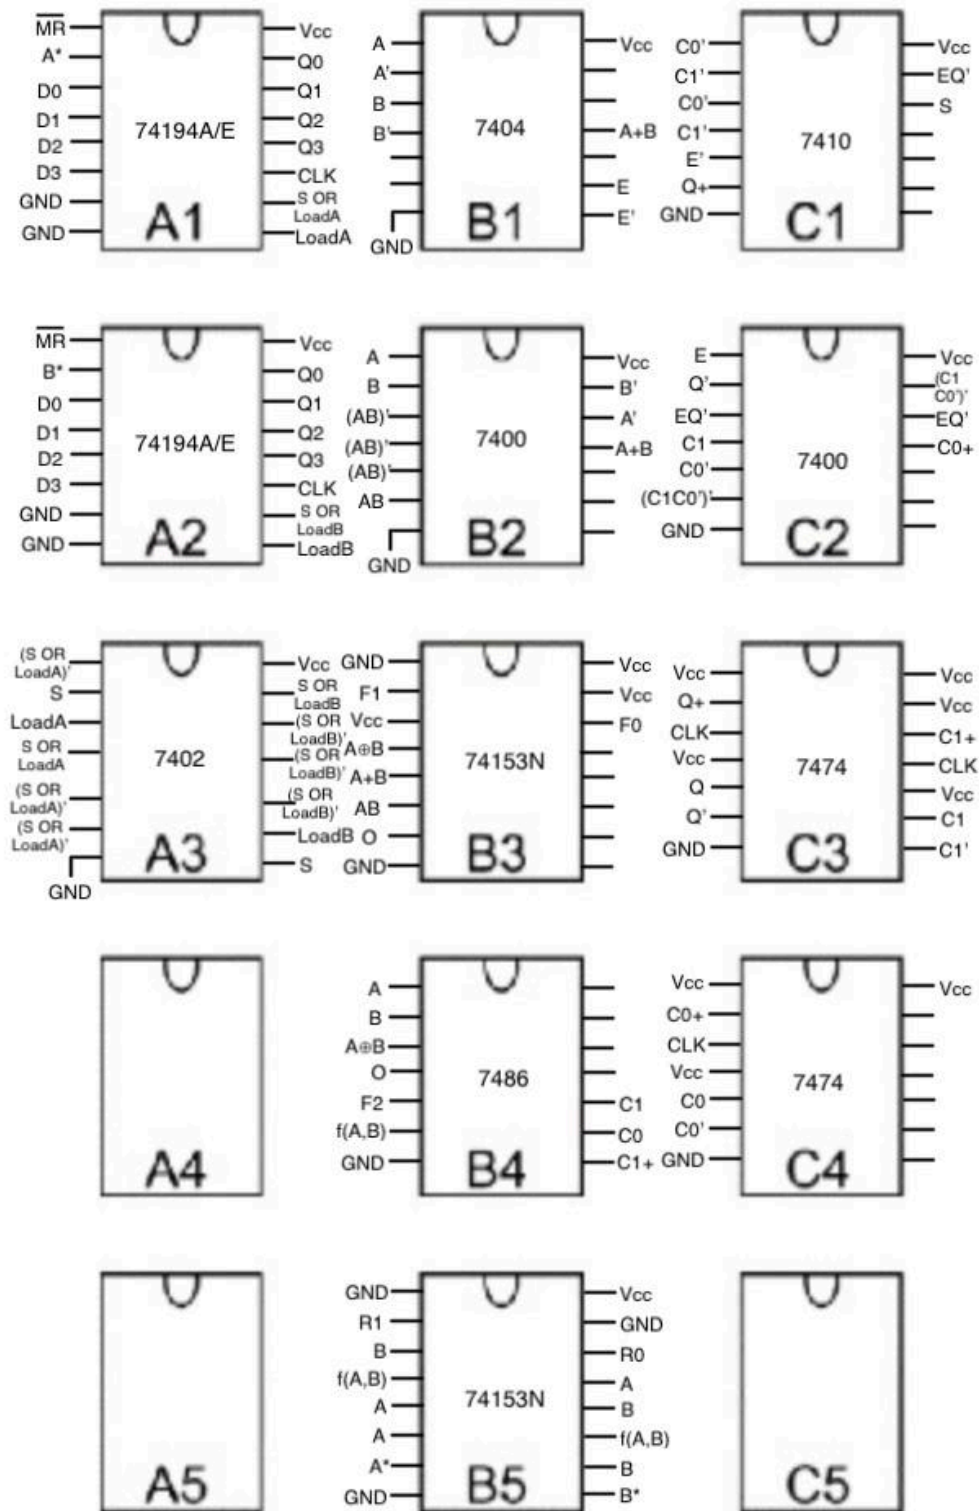 MR
A*
D0
D1
D2
D3
GND
GND
74194A/E
A1
Vcc
Q0
Q1
Q2
Q3
CLK
S OR
LoadA
LoadA
A
A'
B
B'
GND
7404
B1
Vcc
A+B
E
E'
C0'
C1'
C0'
C1'
E'
Q+
GND
7410
C1
Vcc
EQ'
S
MR
B*
D0
D1
D2
D3
GND
GND
74194A/E
A2
Vcc
Q0
Q1
Q2
Q3
CLK
S OR
LoadB
LoadB
A
B
(AB)'
(AB)'
(AB)'
AB
GND
7400
B2
Vcc
B'
A'
A+B
E
Q'
EQ'
C1
C0'
(C1C0')'
GND
7400
C2
Vcc
(C1
C0')'
EQ'
C0+
(S OR
LoadA)'
S
LoadA
S OR
LoadA
(S OR
LoadA)'
(S OR
LoadA)'
GND
7402
A3
Vcc
S OR
LoadB
(S OR
LoadB)'
(S OR
LoadB)'
(S OR
LoadB)'
LoadB
S
GND
F1
Vcc
A⊕B
A+B
AB
O
GND
74153N
B3
Vcc
Vcc
F0
Vcc
Q+
CLK
Vcc
Q
Q'
GND
7474
C3
Vcc
Vcc
C1+
CLK
Vcc
C1
C1'
A4
A
B
A⊕B
O
F2
f(A,B)
GND
7486
B4
C1
C0
C1+
Vcc
C0+
CLK
Vcc
C0
C0'
GND
7474
C4
Vcc
A5
GND
R1
B
f(A,B)
A
A
A*
GND
74153N
B5
Vcc
GND
R0
A
B
f(A,B)
B
B*
C5